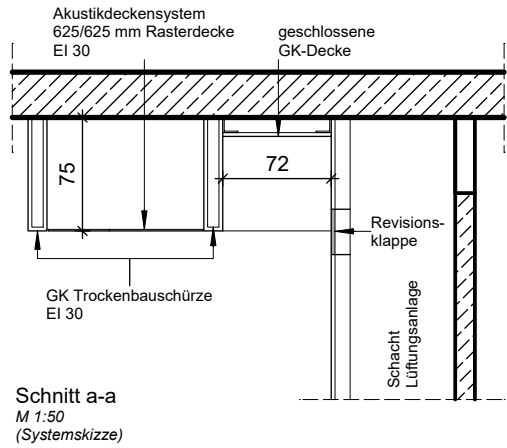 Akustikdeckensystem
625/625 mm Rasterdecke
EI 30
geschlossene
GK-Decke
75
72
Revisions-
klappe
GK Trockenbauschürze
EI 30
Schacht
Lüftungsanlage
Schnitt a-a
M 1:50
(Systemskizze)